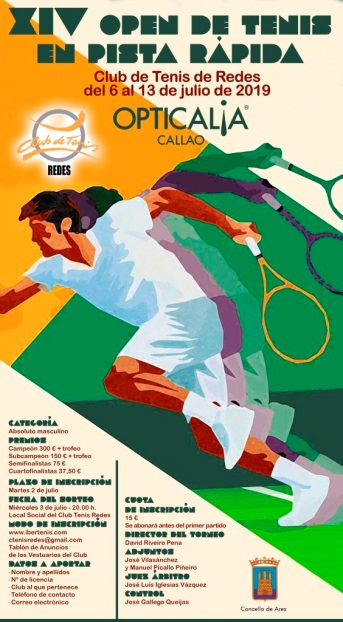 XIV OPEN DE TENIS
EN PISTA RÁPIDA
Club de Tenis de Redes
del 6 al 13 de julio de 2019
OPTICALIA
CALLAO
Club de Tenis
REDES
CATEGORÍA
Absoluto masculino
PREMIOS
Campeón 300 € + trofeo
Subcampeón 150 € + trofeo
Semifinalistas 75 €
Cuartofinalistas 37,50 €
PLAZO DE INSCRIPCIÓN
Martes 2 de julio
FECHA DEL SORTEO
Miércoles 3 de julio - 20.00 h.
Local Social del Club Tenis Redes
MODO DE INSCRIPCIÓN
www.ibertenis.com
ctenisredes@gmail.com
Tablón de Anuncios
de los Vestuarios del Club
DATOS A APORTAR
· Nombre y apellidos
· Nº de licencia
· Club al que pertenece
· Teléfono de contacto
· Correo electrónico
CUOTA
DE INSCRIPCIÓN
15 €
Se abonará antes del primer partido
DIRECTOR DEL TORNEO
David Riveiro Pena
ADJUNTOS
José Vilasánchez
y Manuel Picallo Piñeiro
JUEZ ÁRBITRO
José Luis Iglesias Vázquez
CONTROL
José Gallego Queijas
Concello de Ares